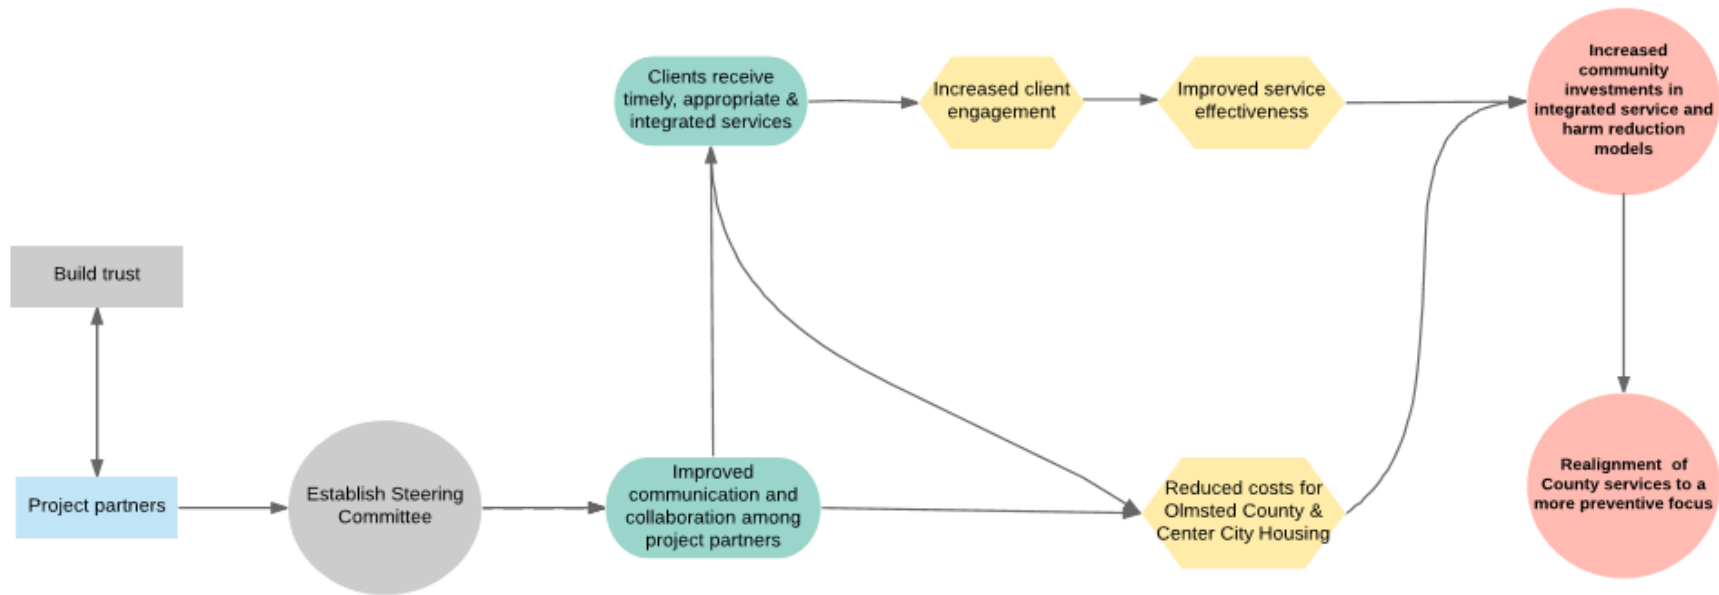 Clients receive
timely, appropriate &
integrated services
Increased client
engagement
Improved service
effectiveness
Increased
community
investments in
integrated service and
harm reduction
models
Build trust
Project partners
Establish Steering
Committee
Improved
communication and
collaboration among
project partners
Reduced costs for
Olmsted County &
Center City Housing
Realignment of
County services to a
more preventive focus